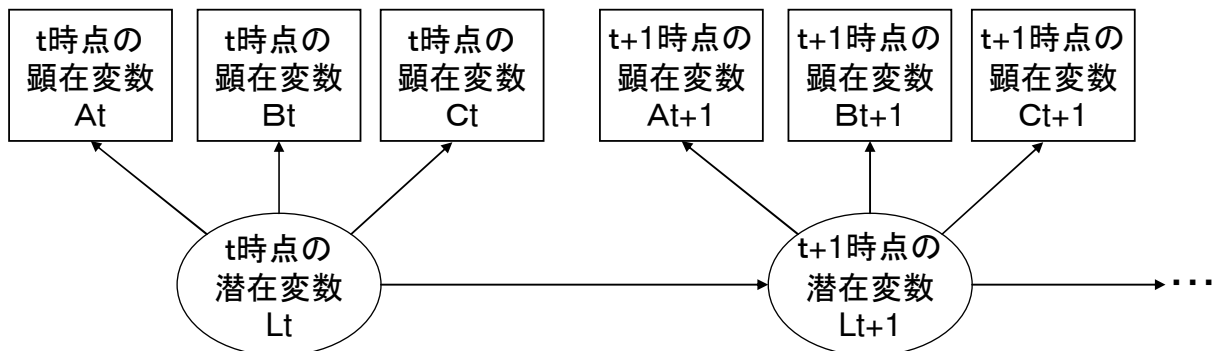 t時点の
顕在変数
At
t時点の
顕在変数
Bt
t時点の
顕在変数
Ct
t+1時点の
顕在変数
At+1
t+1時点の
顕在変数
Bt+1
t+1時点の
顕在変数
Ct+1
t時点の
潜在変数
Lt
t+1時点の
潜在変数
Lt+1
…